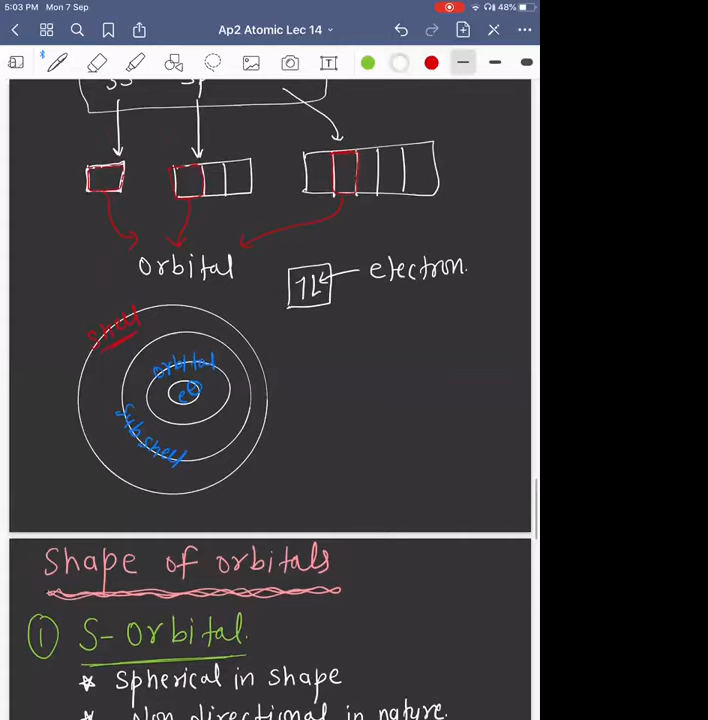 5:03 PM Mon 7 Sep
48%
Ap2 Atomic Lec 14
T
3s 3p
Orbital
1L electron.
Shell
orbital
e
Subshell
Shape of orbitals
① S-Orbital.
Spherical in shape
Non directional in nature.